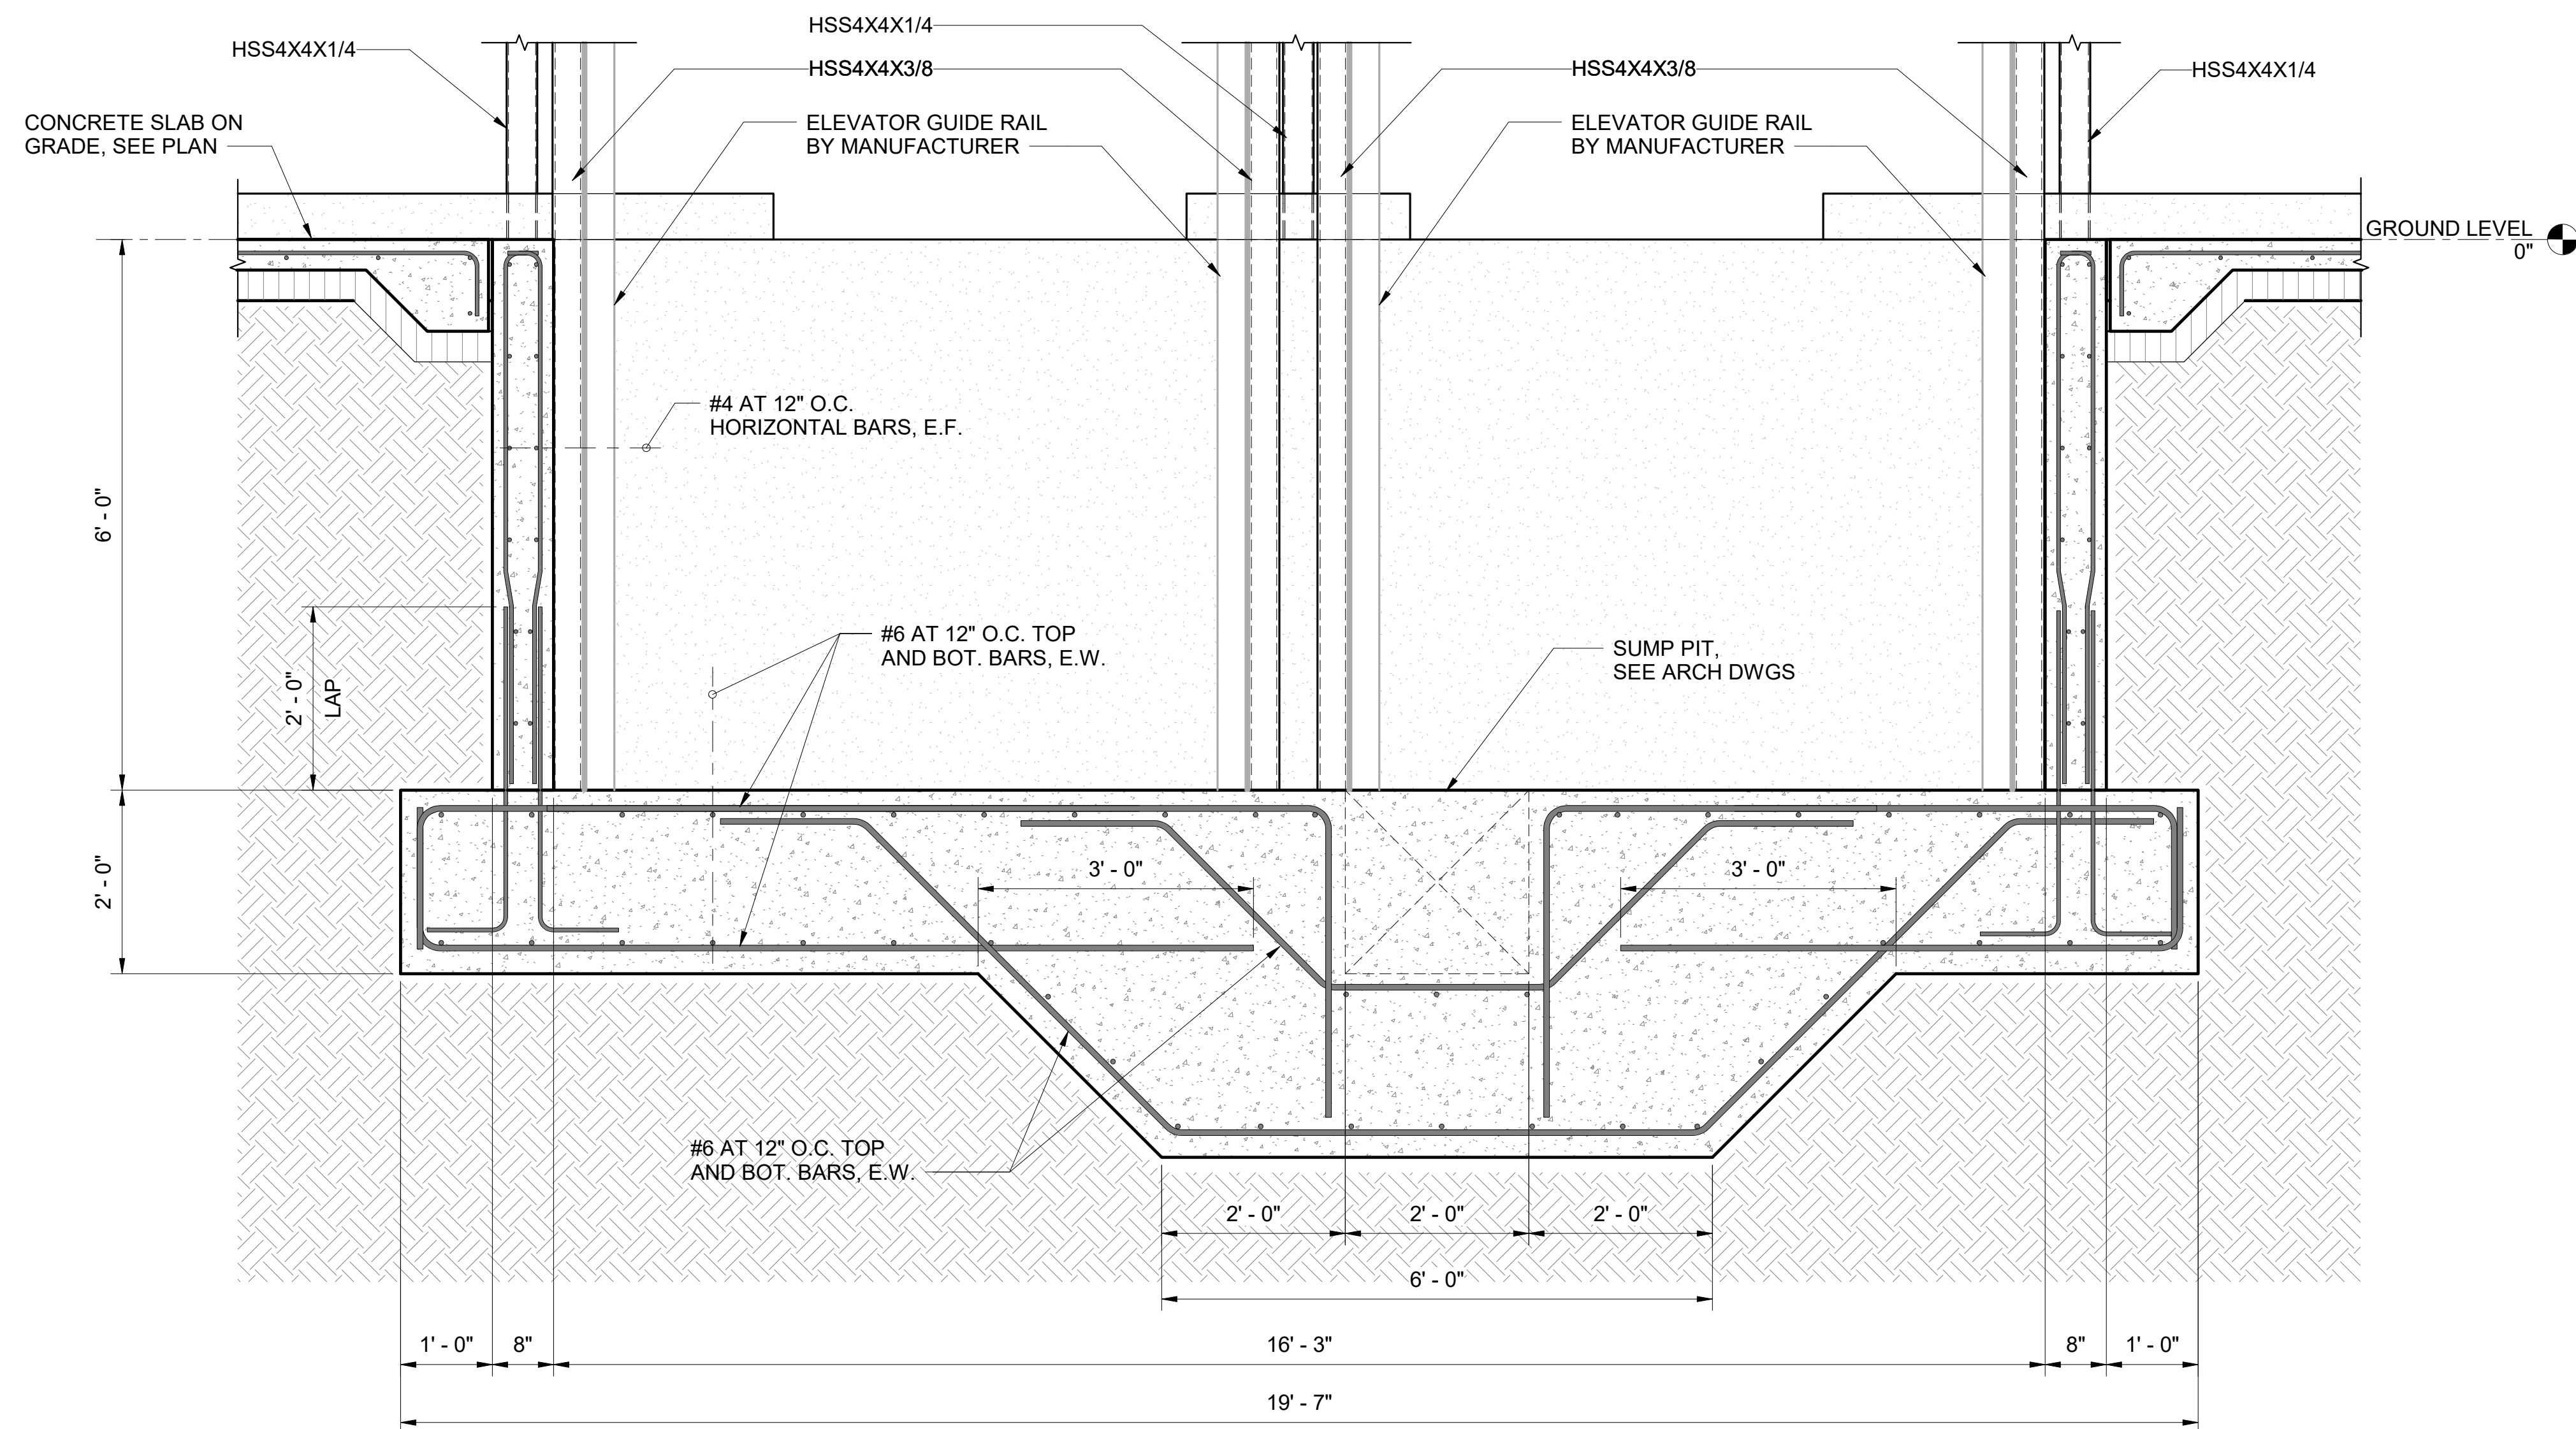 HSS4X4X1/4
HSS4X4X1/4
HSS4X4X3/8
HSS4X4X3/8
HSS4X4X1/4
CONCRETE SLAB ON
GRADE, SEE PLAN
ELEVATOR GUIDE RAIL
BY MANUFACTURER
ELEVATOR GUIDE RAIL
BY MANUFACTURER
GROUND LEVEL
0"
#4 AT 12" O.C.
HORIZONTAL BARS, E.F.
6' - 0"
#6 AT 12" O.C. TOP
AND BOT. BARS, E.W.
SUMP PIT,
SEE ARCH DWGS
2' - 0"
LAP
2' - 0"
3' - 0"
3' - 0"
#6 AT 12" O.C. TOP
AND BOT. BARS, E.W.
2' - 0"
2' - 0"
2' - 0"
6' - 0"
1' - 0"
8"
16' - 3"
8"
1' - 0"
19' - 7"